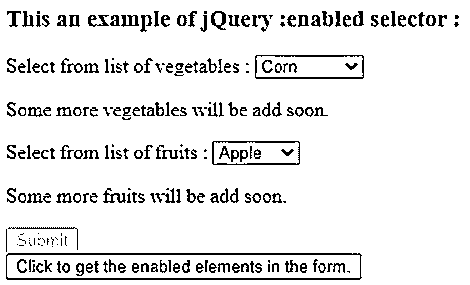 This an example of jQuery :enabled selector :
Select from list of vegetables : Corn
Some more vegetables will be add soon.
Select from list of fruits : Apple
Some more fruits will be add soon.
Submit
Click to get the enabled elements in the form.